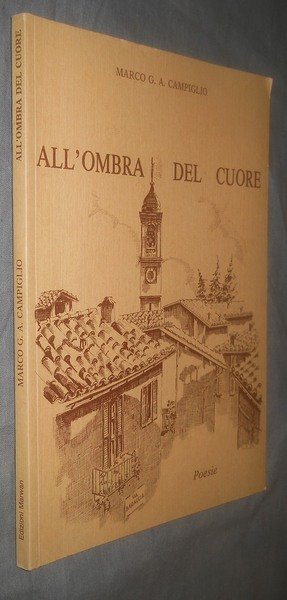 MARCO G. A. CAMPIGLIO
ALL'OMBRA DEL CUORE
Poesie
ALL'OMBRA DEL CUORE
MARCO G. A. CAMPIGLIO
Edizioni Marwan